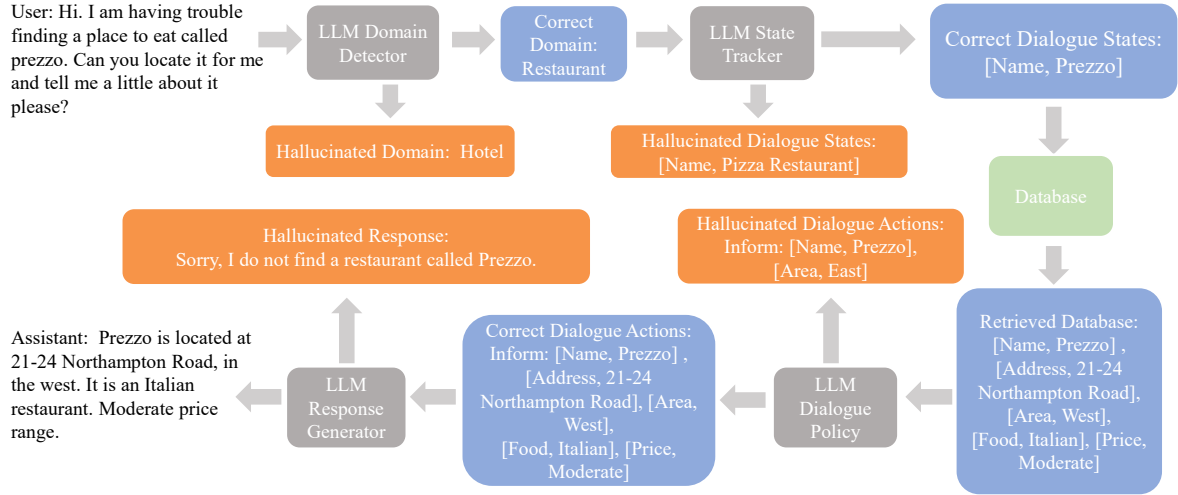 User: Hi. I am having trouble
finding a place to eat called
prezzo. Can you locate it for me
and tell me a little about it
please?
LLM Domain
Detector
Correct
Domain:
Restaurant
LLM State
Tracker
Correct Dialogue States:
[Name, Prezzo]
Hallucinated Domain:  Hotel
Hallucinated Dialogue States:
[Name, Pizza Restaurant]
Database
Hallucinated Response:
Sorry, I do not find a restaurant called Prezzo.
Hallucinated Dialogue Actions:
Inform: [Name, Prezzo],
[Area, East]
Retrieved Database:
[Name, Prezzo] ,
[Address, 21-24
Northampton Road],
[Area, West],
[Food, Italian], [Price,
Moderate]
LLM
Dialogue
Policy
Correct Dialogue Actions:
Inform: [Name, Prezzo] ,
[Address, 21-24
Northampton Road], [Area,
West],
[Food, Italian], [Price,
Moderate]
LLM
Response
Generator
Assistant:  Prezzo is located at
21-24 Northampton Road, in
the west. It is an Italian
restaurant. Moderate price
range.